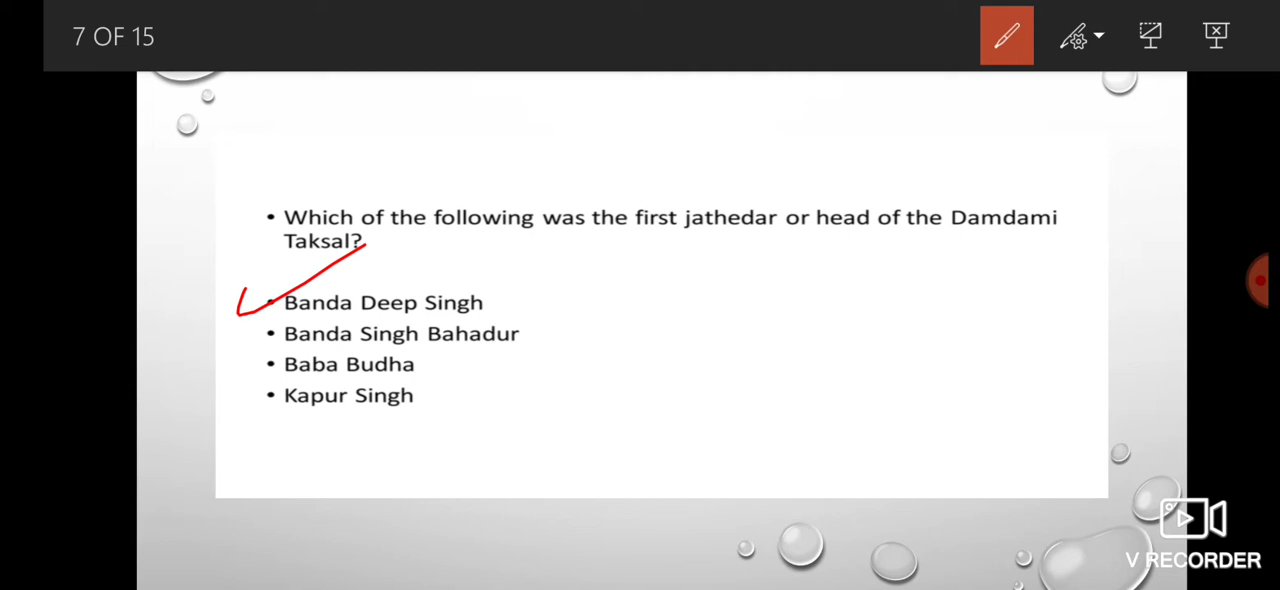 7 OF 15
• Which of the following was the first jathedar or head of the Damdami
Taksal?
• Banda Deep Singh
• Banda Singh Bahadur
• Baba Budha
• Kapur Singh
V RECORDER